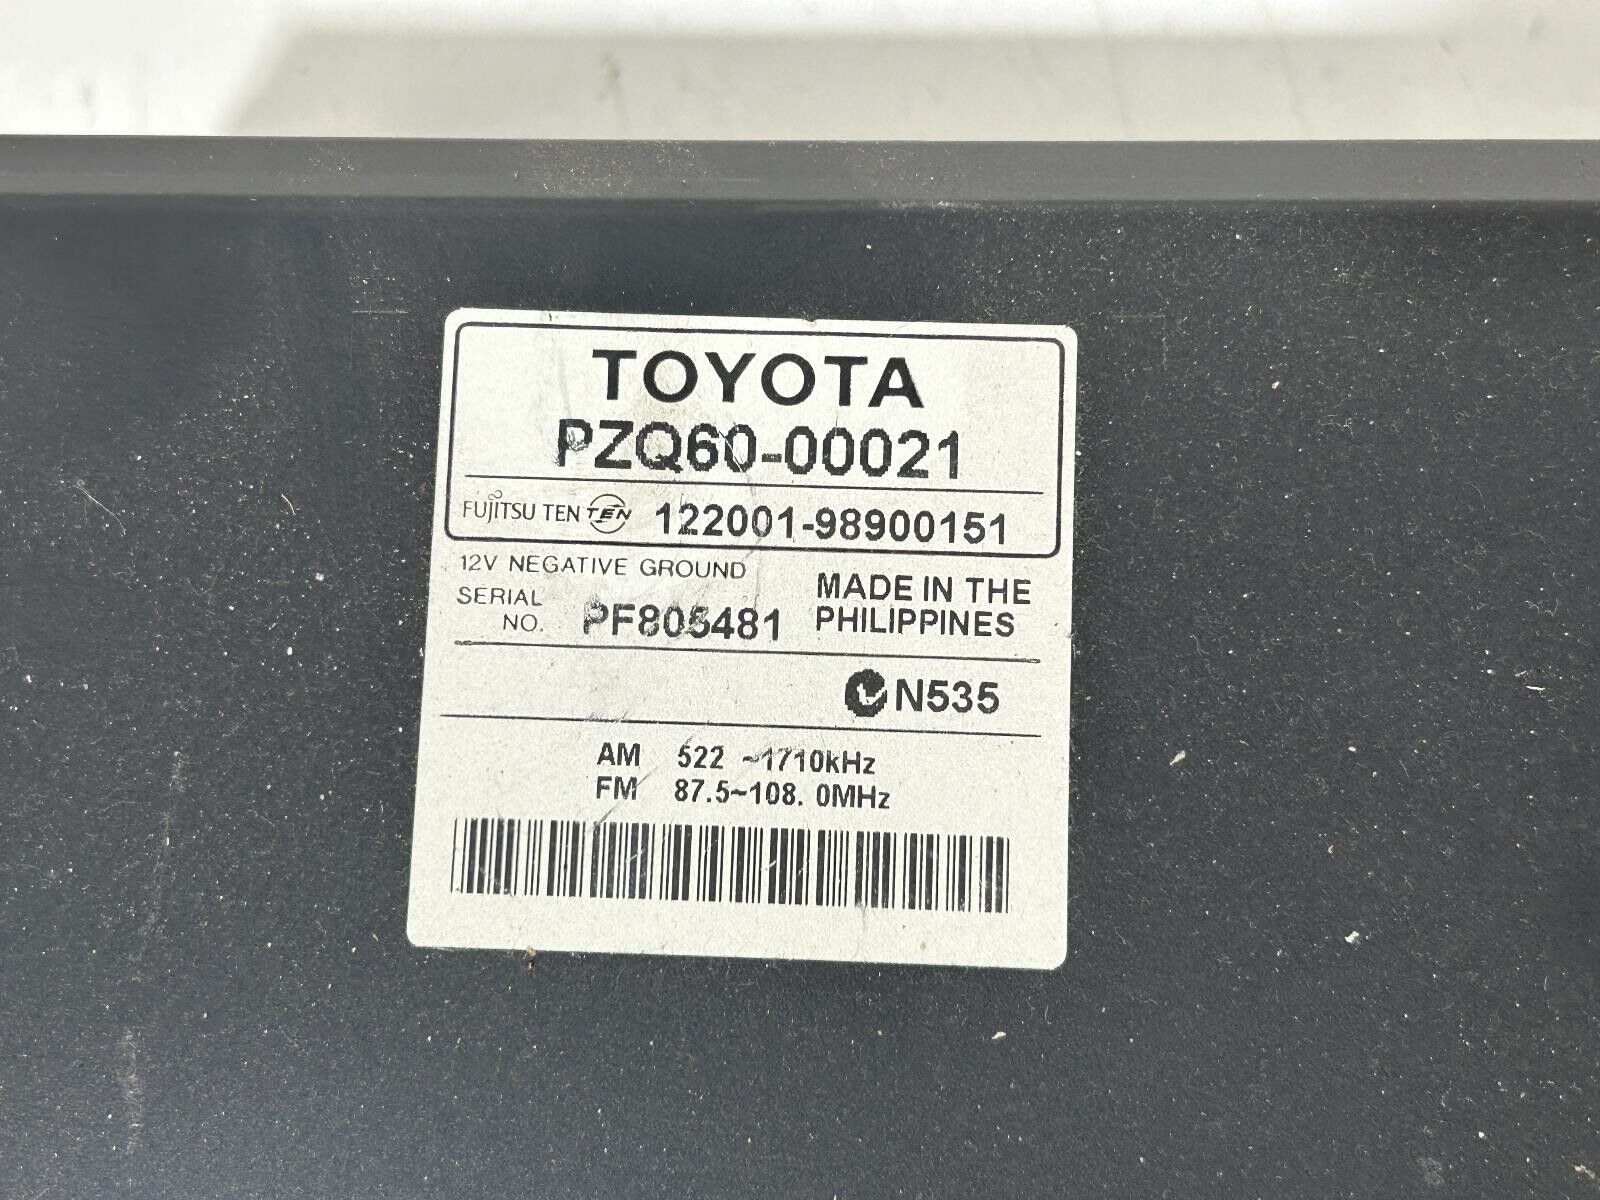 TOYOTA
PZQ60-00021
FUJITSU TEN TEN 122001-98900151
12V NEGATIVE GROUND
SERIAL NO. PF805481
MADE IN THE
PHILIPPINES
N535
AM 522 ~1710kHz
FM 87.5~108. 0MHz